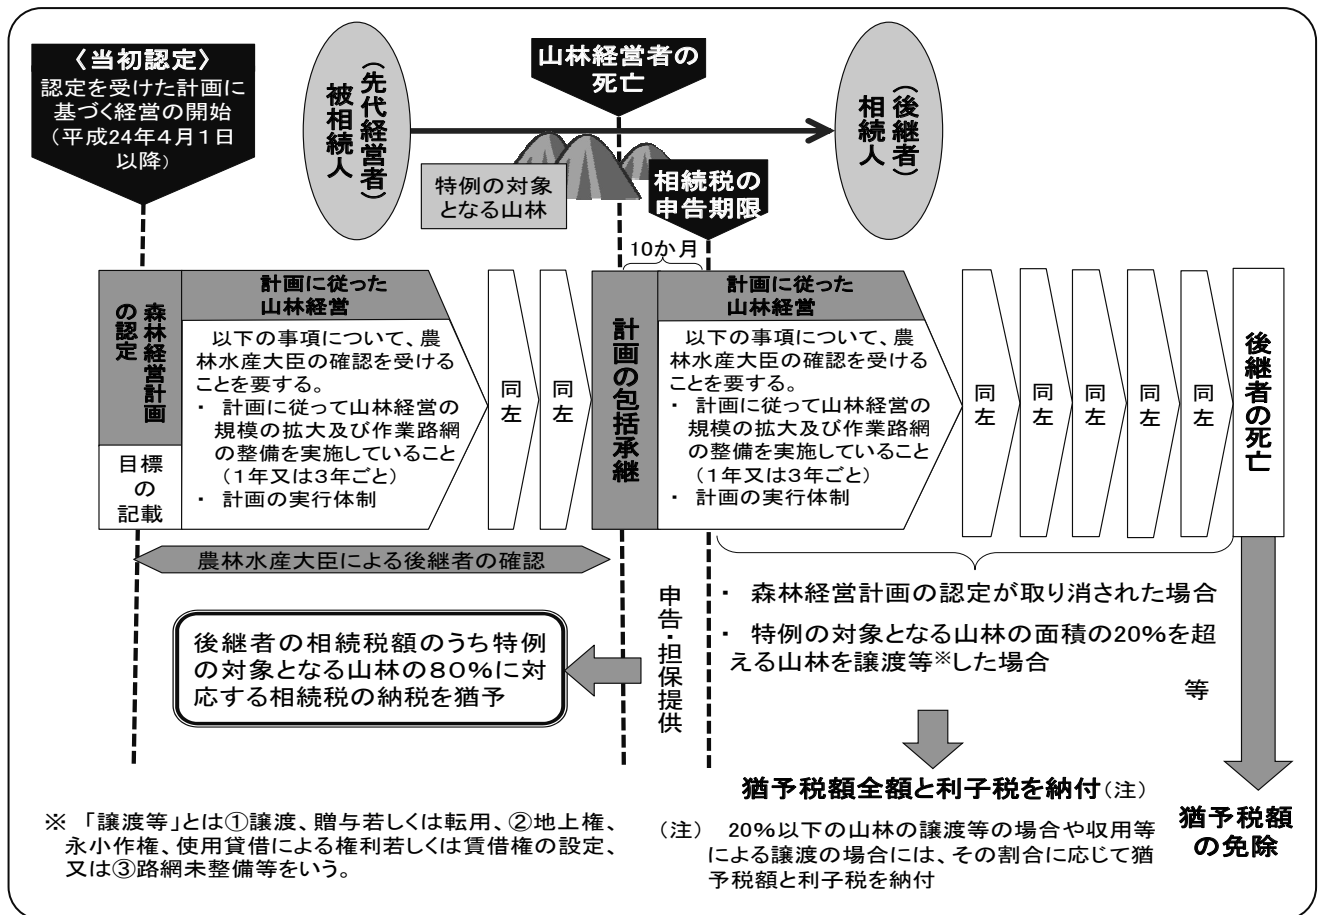 〈当初認定〉
認定を受けた計画に
基づく経営の開始
(平成24年4月1日
以降)
被相続人
(先代経営者)
山林経営者の
死亡
相続人
(後継者)
特例の対象
となる山林
相続税の
申告期限
10か月
森林経営計画
の認定
目標
の
記載
計画に従った
山林経営
以下の事項について、農
林水産大臣の確認を受ける
ことを要する。
・ 計画に従って山林経営の
規模の拡大及び作業路網
の整備を実施していること
(1年又は3年ごと)
・ 計画の実行体制
同左
同左
計画の包括承継
計画に従った
山林経営
以下の事項について、農
林水産大臣の確認を受ける
ことを要する。
・ 計画に従って山林経営の
規模の拡大及び作業路網
の整備を実施していること
(1年又は3年ごと)
・ 計画の実行体制
同左
同左
同左
同左
同左
後継者の死亡
農林水産大臣による後継者の確認
後継者の相続税額のうち特例
の対象となる山林の80%に対
応する相続税の納税を猶予
申告・担保提供
・ 森林経営計画の認定が取り消された場合
・ 特例の対象となる山林の面積の20%を超
える山林を譲渡等※した場合
等
猶予税額全額と利子税を納付(注)
(注) 20%以下の山林の譲渡等の場合や収用等
による譲渡の場合には、その割合に応じて猶
予税額と利子税を納付
猶予税額
の免除
※ 「譲渡等」とは①譲渡、贈与若しくは転用、②地上権、
永小作権、使用貸借による権利若しくは賃借権の設定、
又は③路網未整備等をいう。